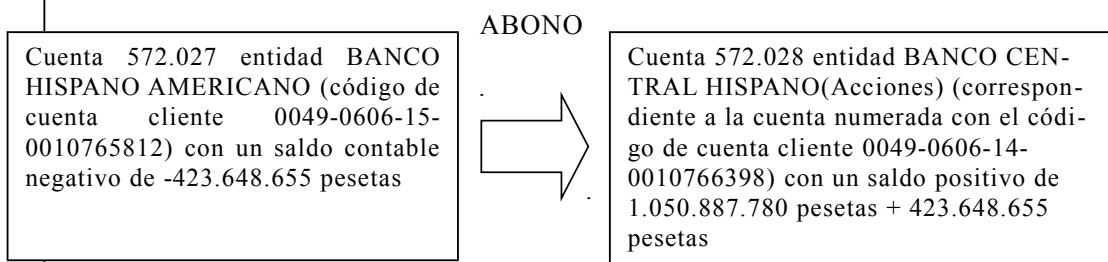 ABONO
Cuenta 572.027 entidad BANCO
HISPANO AMERICANO (código de
cuenta cliente 0049-0606-15-
0010765812) con un saldo contable
negativo de -423.648.655 pesetas
Cuenta 572.028 entidad BANCO CEN-
TRAL HISPANO(Acciones) (correspon-
diente a la cuenta numerada con el códi-
go de cuenta cliente 0049-0606-14-
0010766398) con un saldo positivo de
1.050.887.780 pesetas + 423.648.655
pesetas